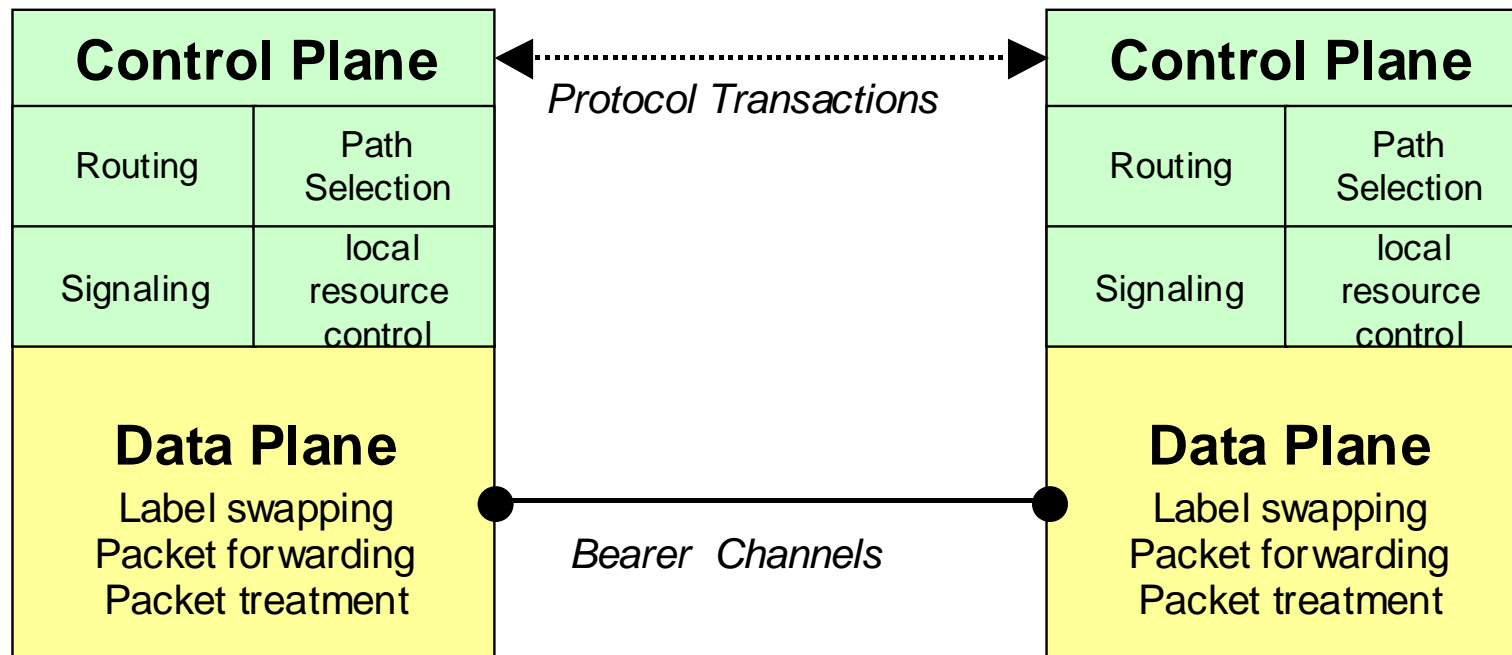 Control Plane
Routing
Path
Selection
Signaling
local
resource
control
Data Plane
Label swapping
Packet forwarding
Packet treatment
Protocol Transactions
Bearer Channels
Control Plane
Routing
Path
Selection
Signaling
local
resource
control
Data Plane
Label swapping
Packet forwarding
Packet treatment